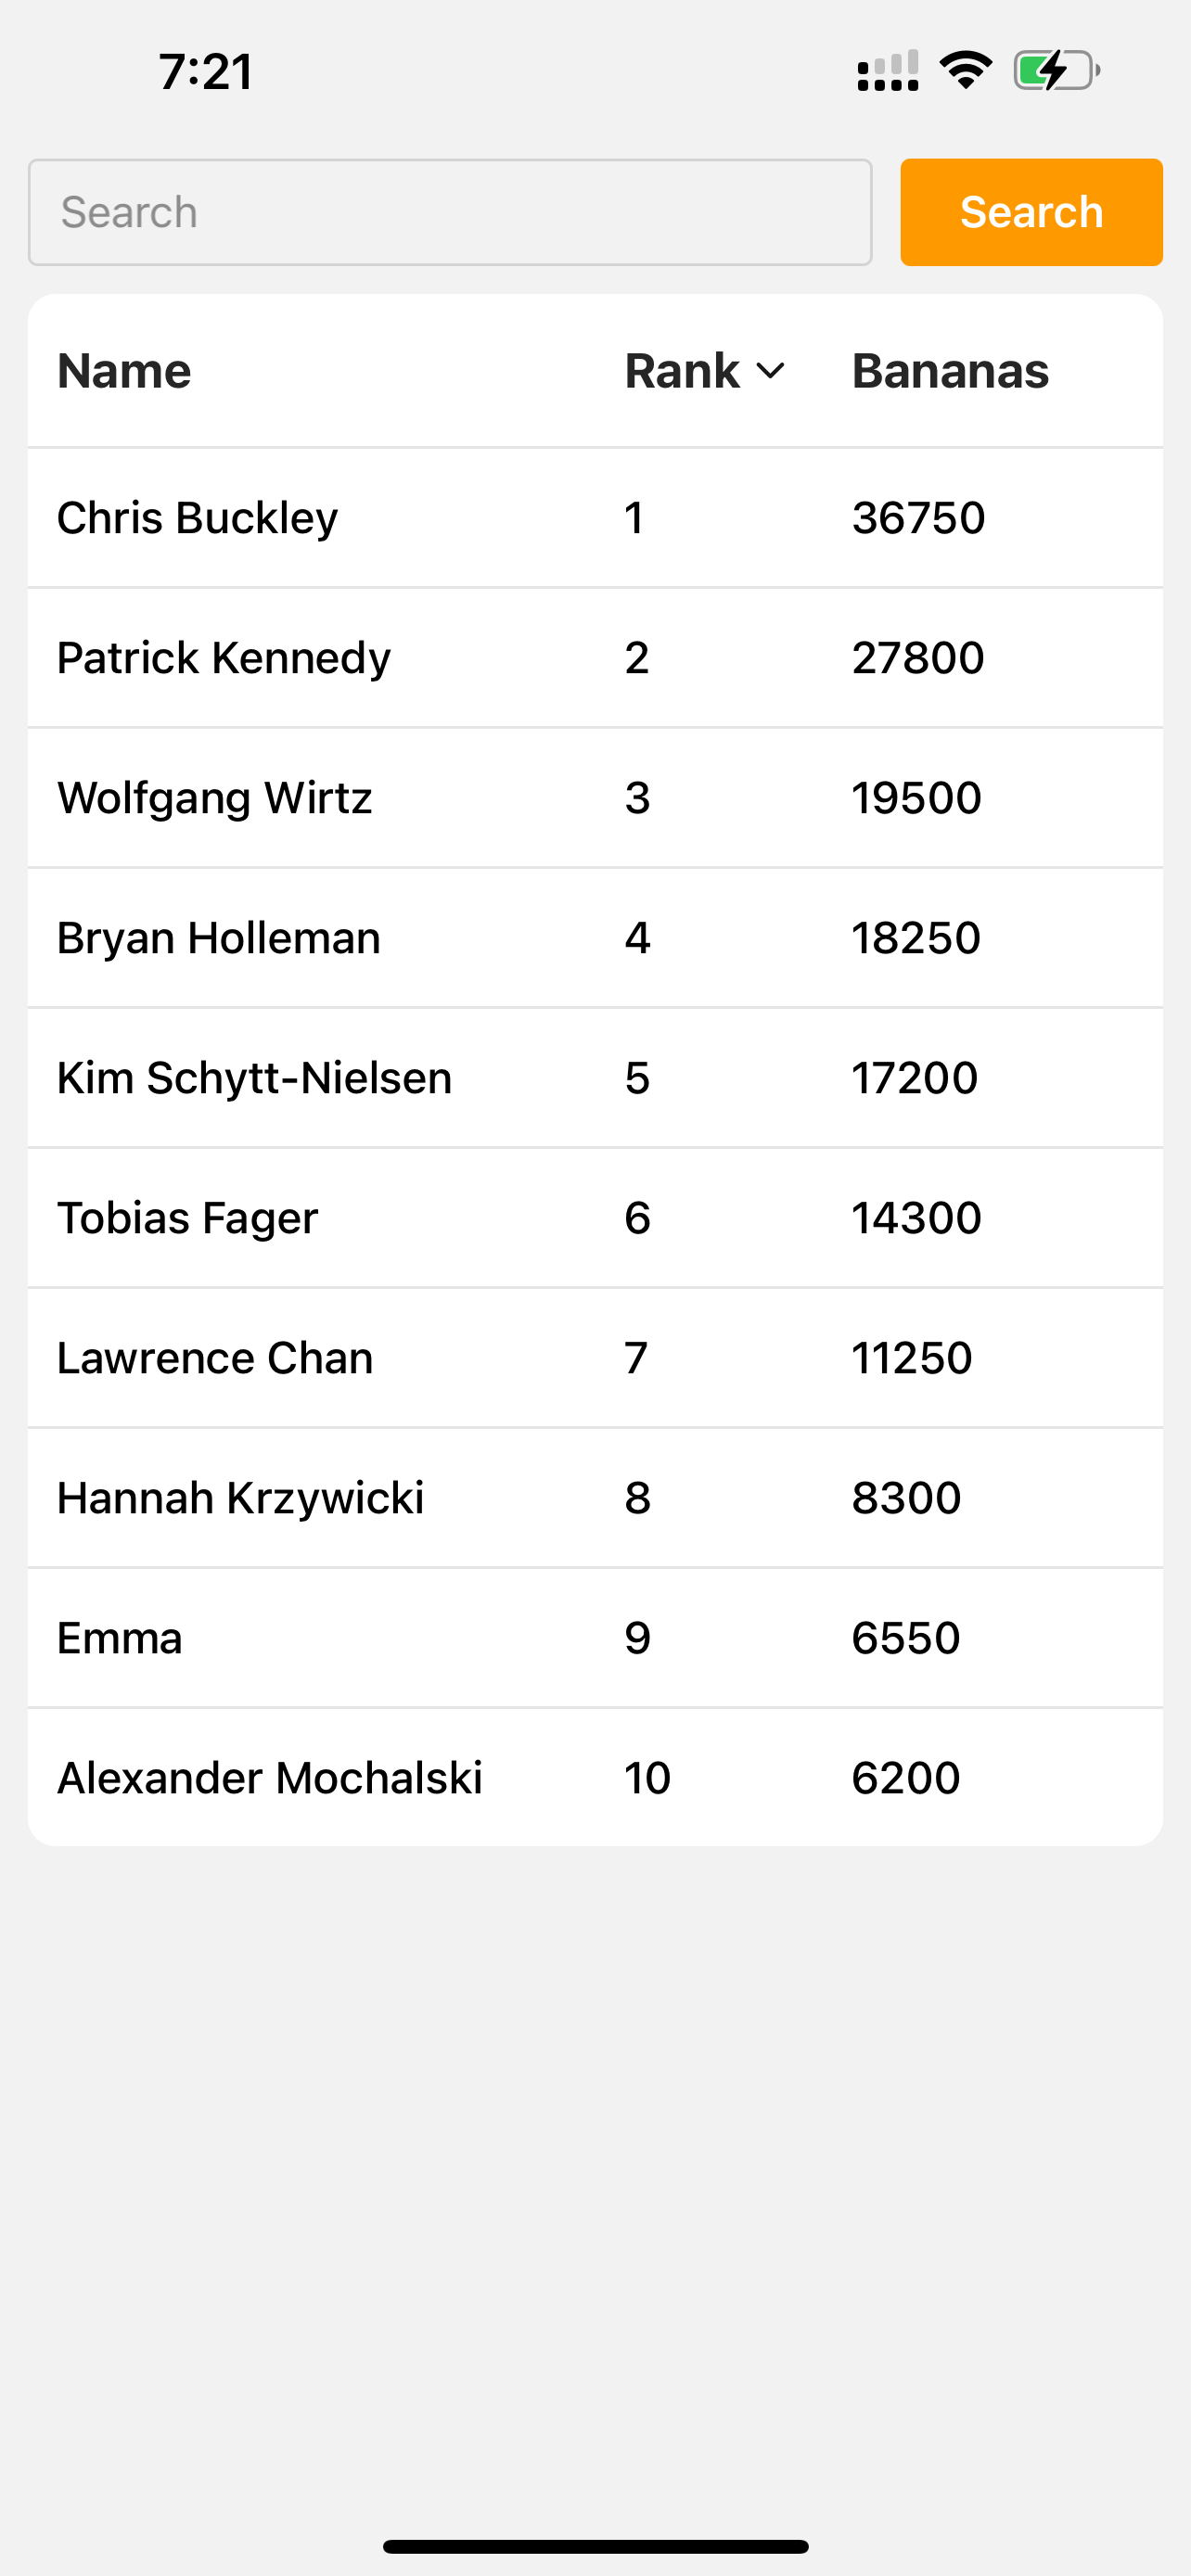 7:21
Search Search
Name Rank Bananas
Chris Buckley 1 36750
Patrick Kennedy 2 27800
Wolfgang Wirtz 3 19500
Bryan Holleman 4 18250
Kim Schytt-Nielsen 5 17200
Tobias Fager 6 14300
Lawrence Chan 7 11250
Hannah Krzywicki 8 8300
Emma 9 6550
Alexander Mochalski 10 6200